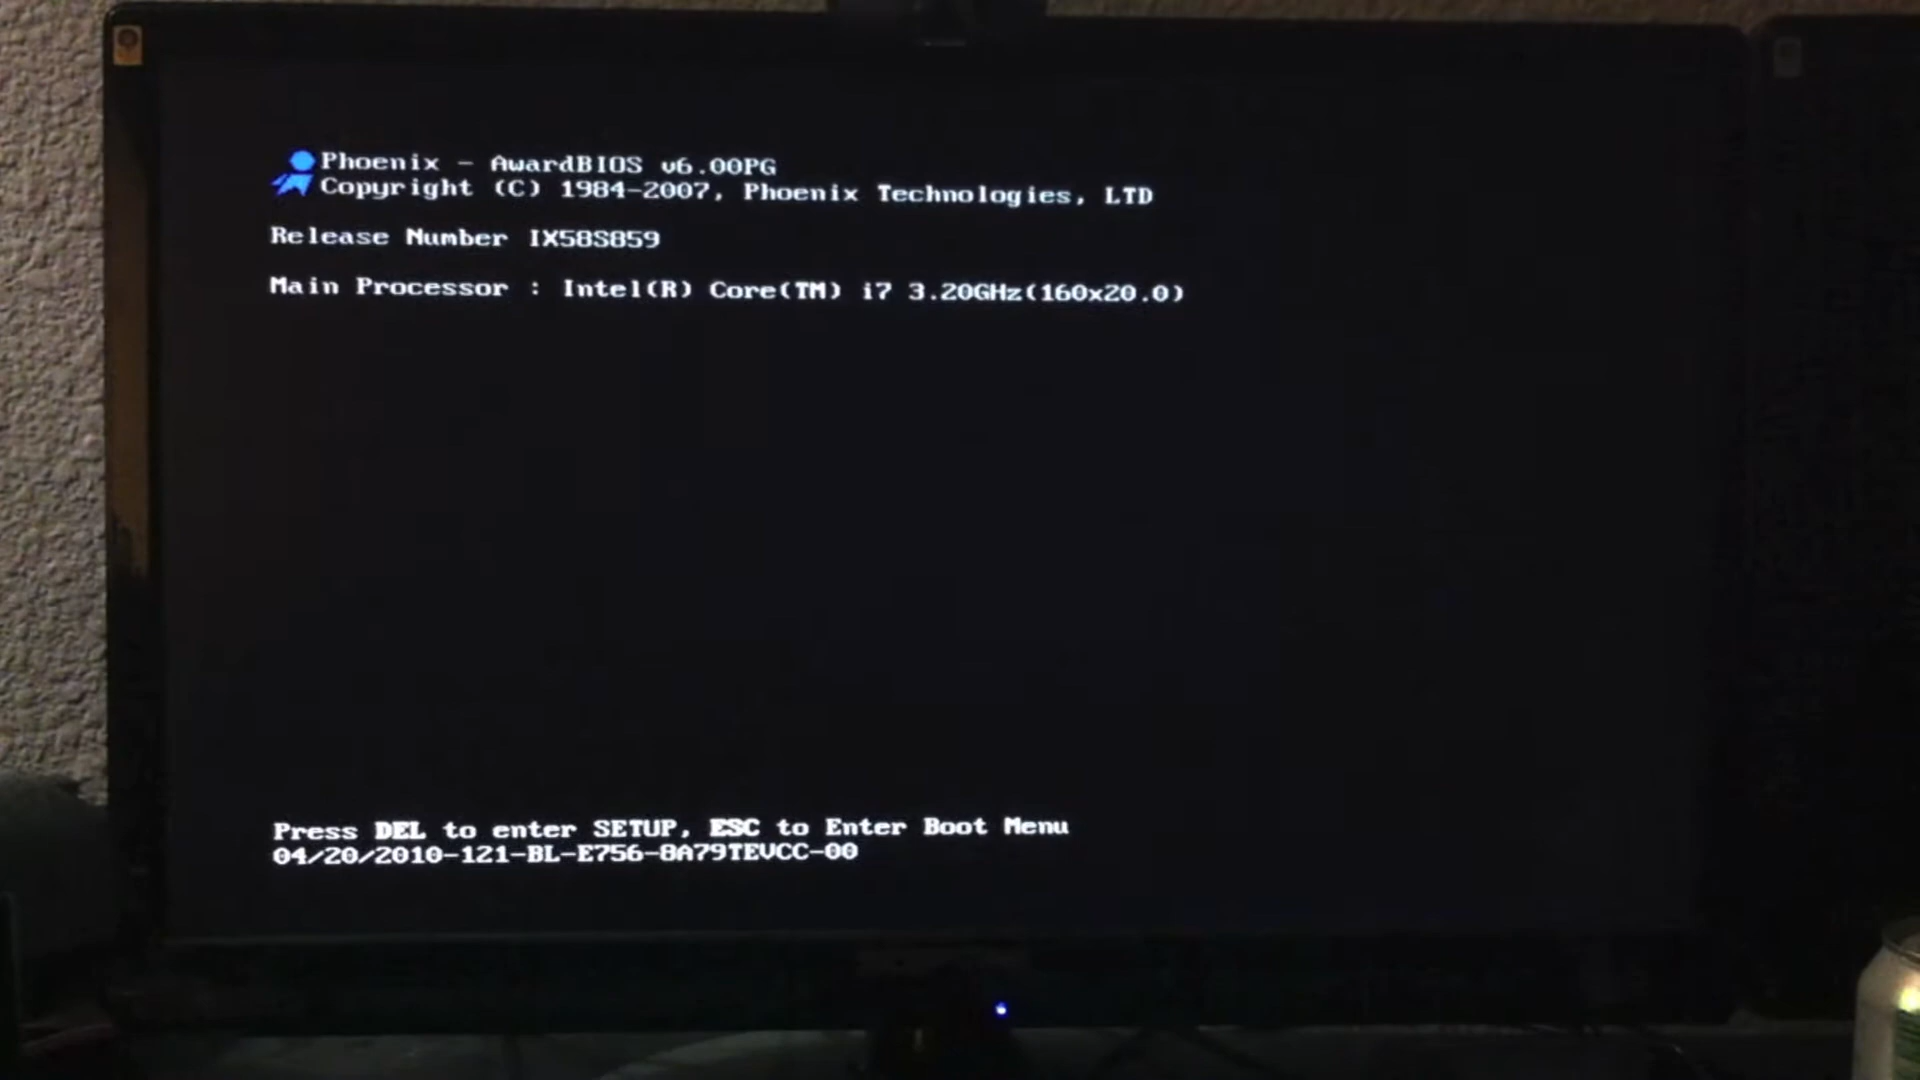 Phoenix - AwardBIOS v6.00PG
Copyright (C) 1984-2007, Phoenix Technologies, LTD
Release Number IX58S859
Main Processor : Intel(R) Core(TM) i7 3.20GHz(160x20.0)
Press DEL to enter SETUP, ESC to Enter Boot Menu
04/20/2010-121-BL-E756-8A79TEVCC-00